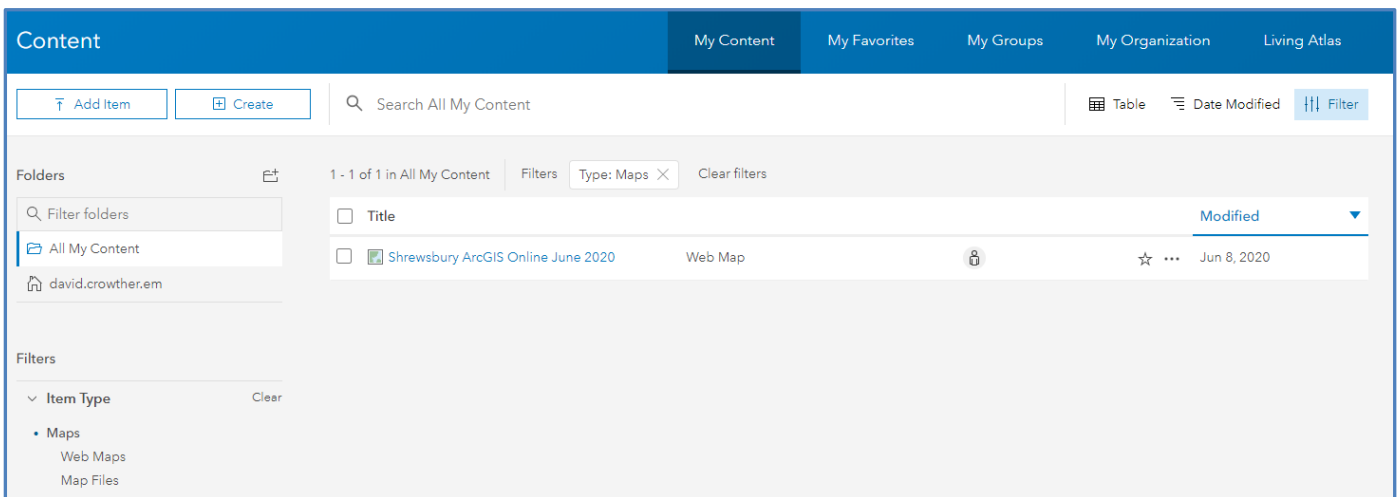 Content
My Content
My Favorites
My Groups
My Organization
Living Atlas
Add Item
Create
Search All My Content
Table
Date Modified
Filter
Folders
Filter folders
All My Content
david.crowther.em
Filters
Item Type
Clear
Maps
Web Maps
Map Files
1 - 1 of 1 in All My Content
Filters
Type: Maps
Clear filters
Title
Modified
Shrewsbury ArcGIS Online June 2020
Web Map
Jun 8, 2020